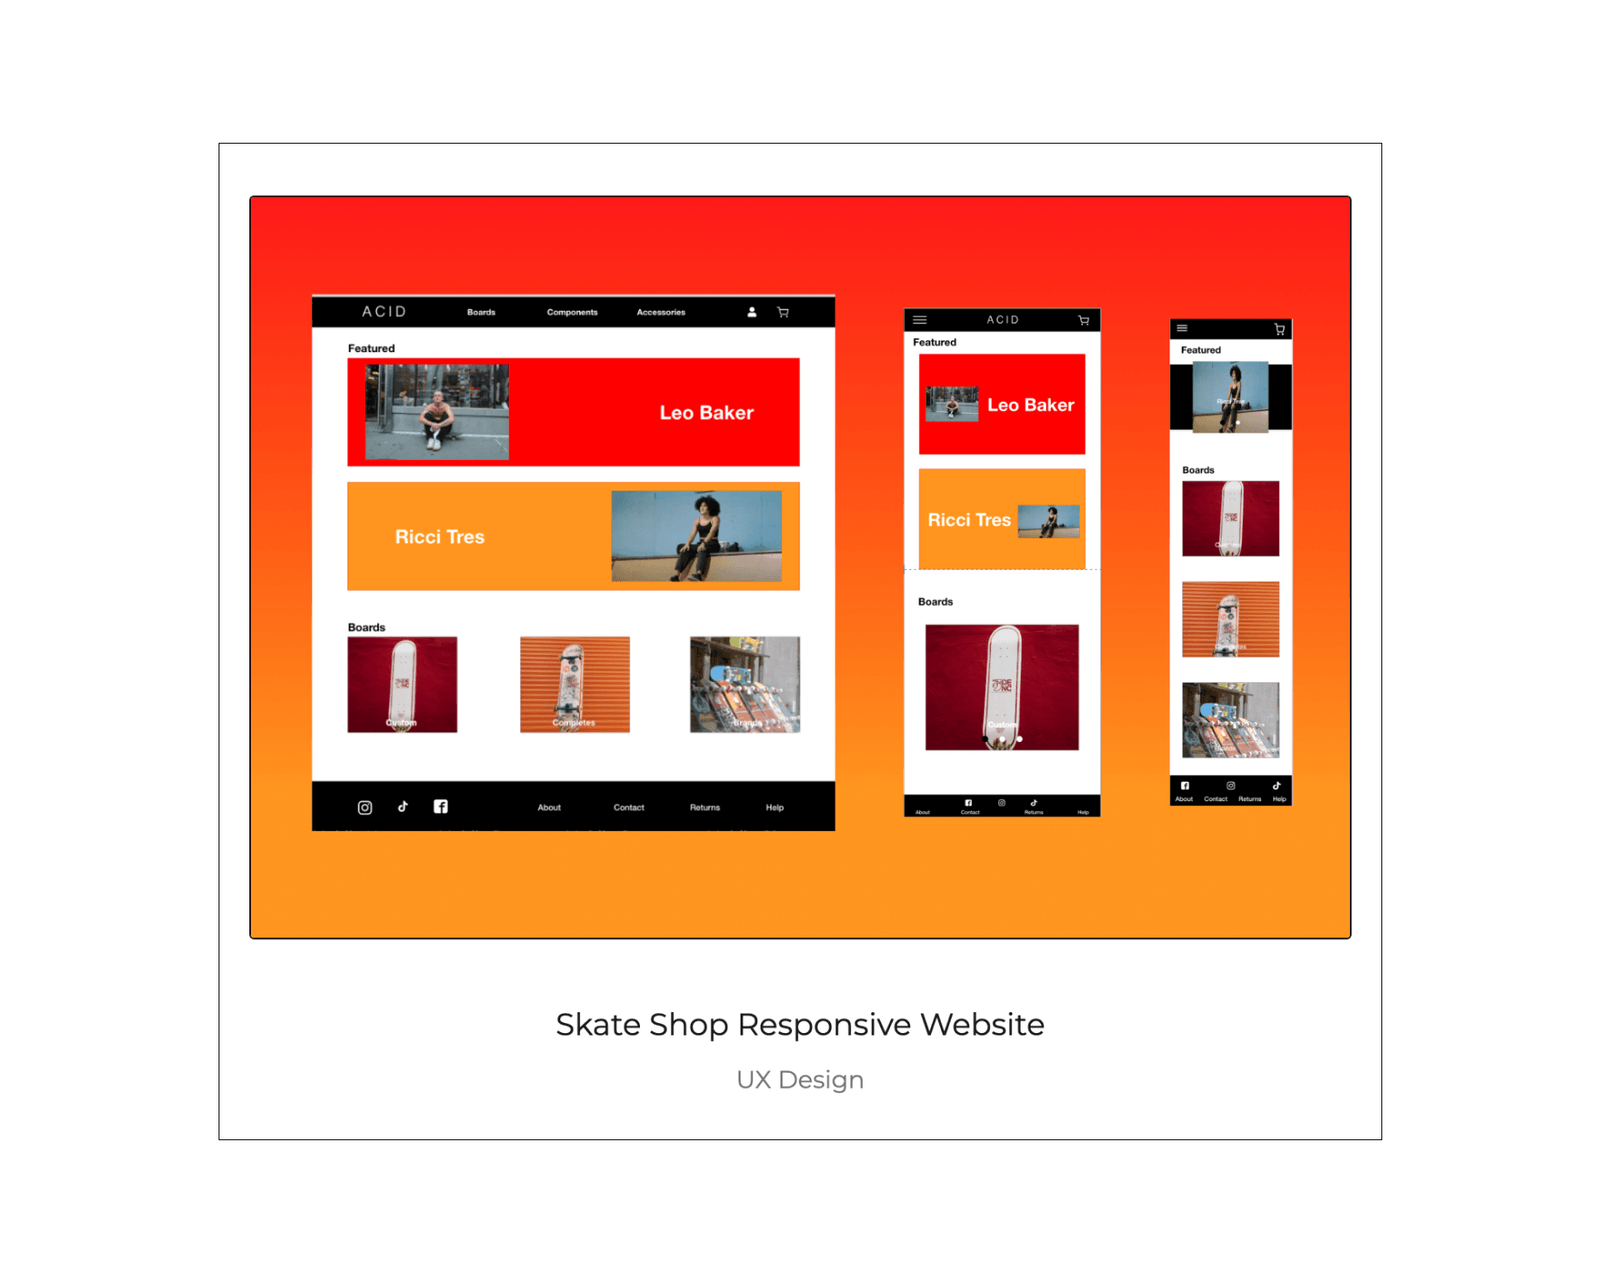 ACID Boards Components Accessories
Featured
Leo Baker
Ricci Tres
Boards
Custom Completes Brands
About Contact Returns Help
ACID
Featured
Leo Baker
Ricci Tres
Boards
Custom
About Contact Returns Help
Featured
Ricci Tres
Boards
About Contact Returns Help
Skate Shop Responsive Website
UX Design